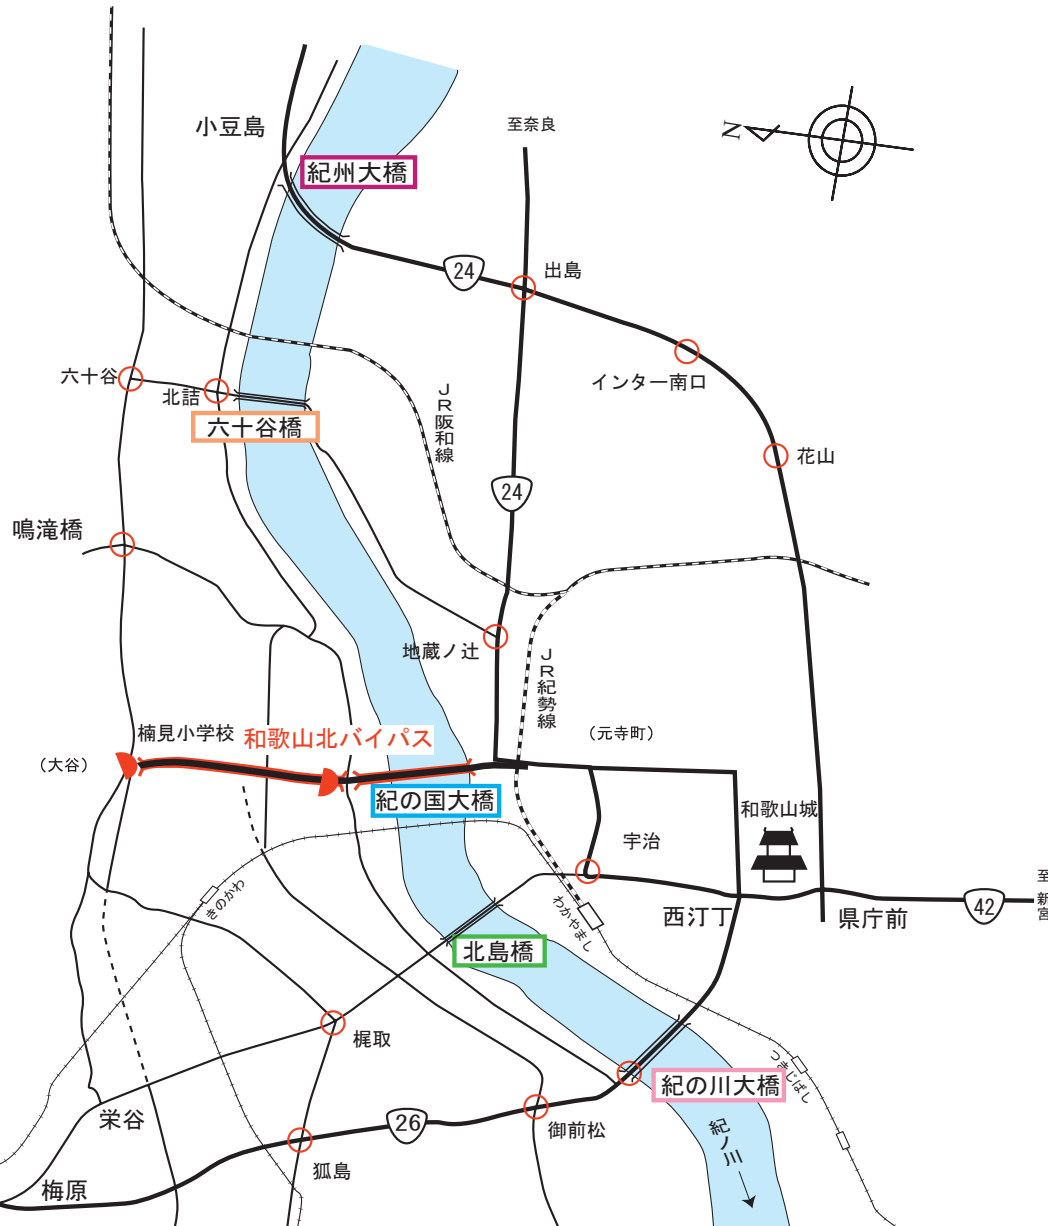 至奈良
N
小豆島
紀州大橋
24
出島
インター南口
六十谷
北詰
六十谷橋
JR阪和線
花山
24
鳴滝橋
地蔵ノ辻
JR紀勢線
楠見小学校
和歌山北バイパス
(元寺町)
(大谷)
紀の国大橋
和歌山城
宇治
至新宮
きのかわ
わかやまし
西汀丁
県庁前
42
北島橋
梶取
つきじばし
紀の川大橋
栄谷
26
御前松
紀ノ川
狐島
梅原